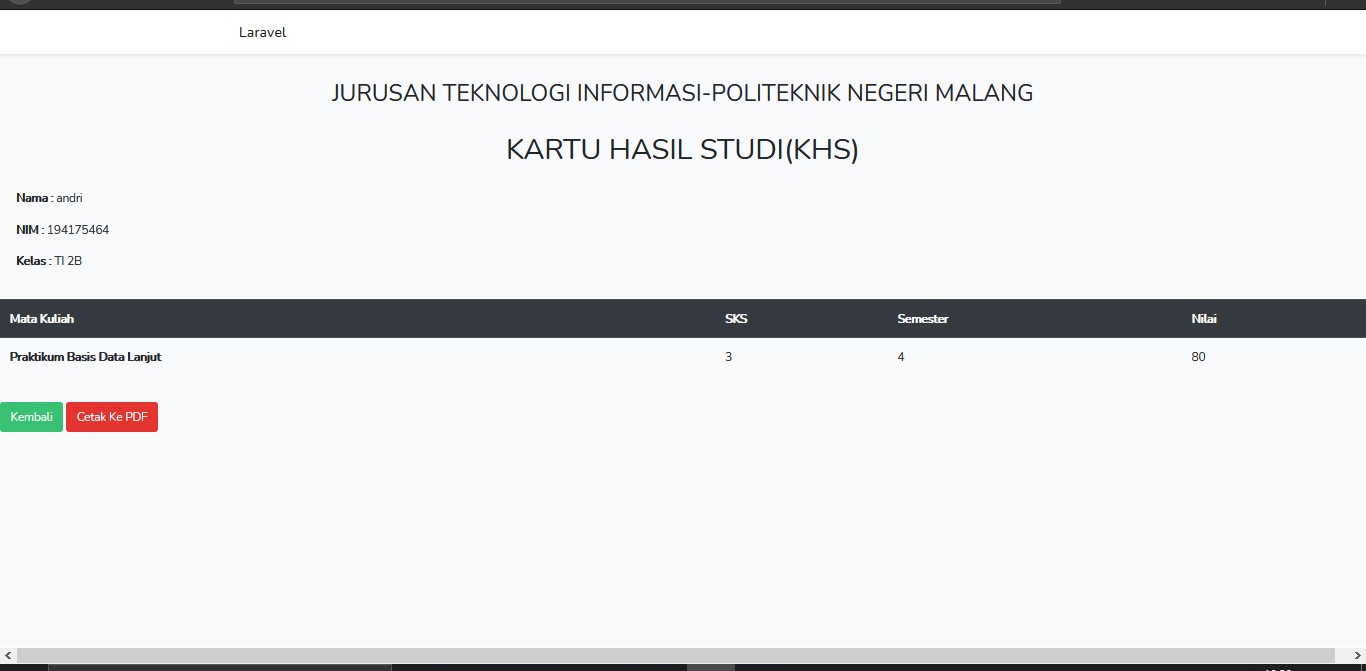 Laravel
JURUSAN TEKNOLOGI INFORMASI-POLITEKNIK NEGERI MALANG
KARTU HASIL STUDI(KHS)
Nama : andri
NIM : 194175464
Kelas : TI 2B
Mata Kuliah SKS Semester Nilai
Praktikum Basis Data Lanjut 3 4 80
Kembali Cetak Ke PDF